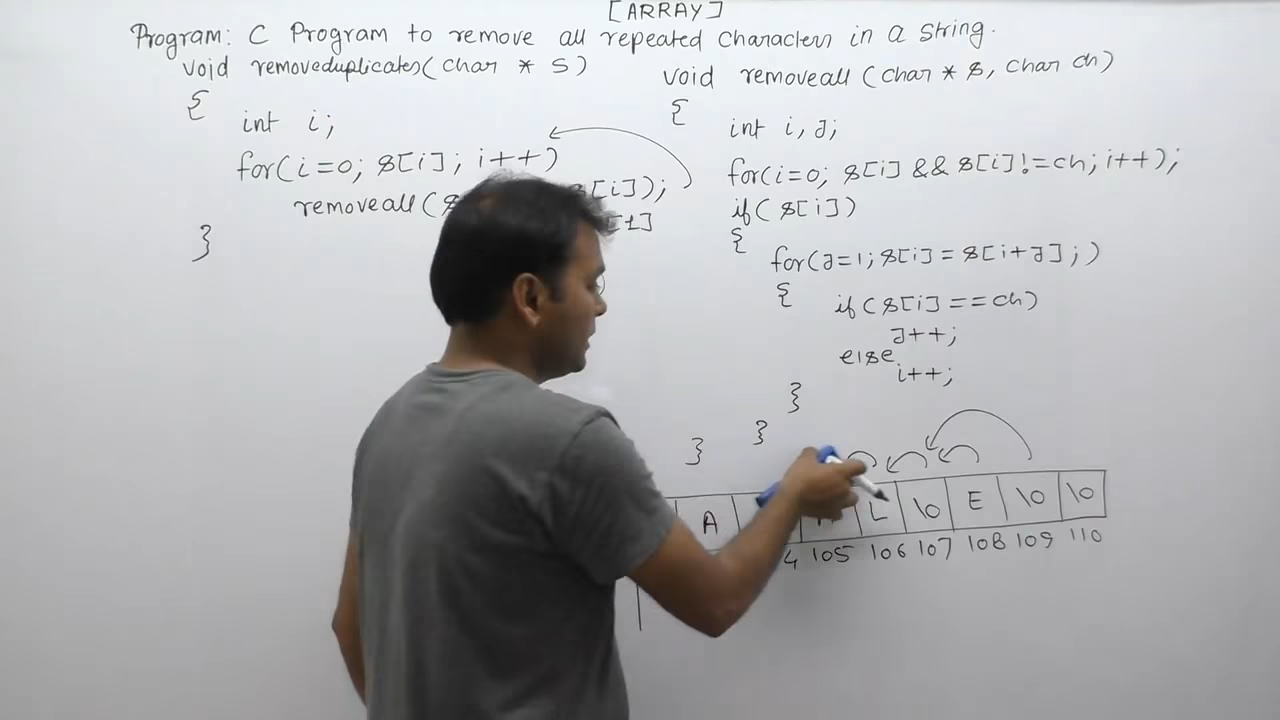 [ARRAY]
Program: C Program to remove all repeated characters in a string.
void removeduplicates(char * s)
{
int i;
for(i=0; s[i]; i++)
removeall(s
s[i]);
[1]
}
void removeall (char * s, char ch)
{
int i, J;
for(i=0; s[i] && s[i]!=ch; i++);
if( s[i])
{
for(J=1; s[i] = s[i+J]; )
{
if( s[i] == ch)
J++;
else
i++;
}
}
}
A L \0 E \0 \0
4 105 106 107 108 109 110